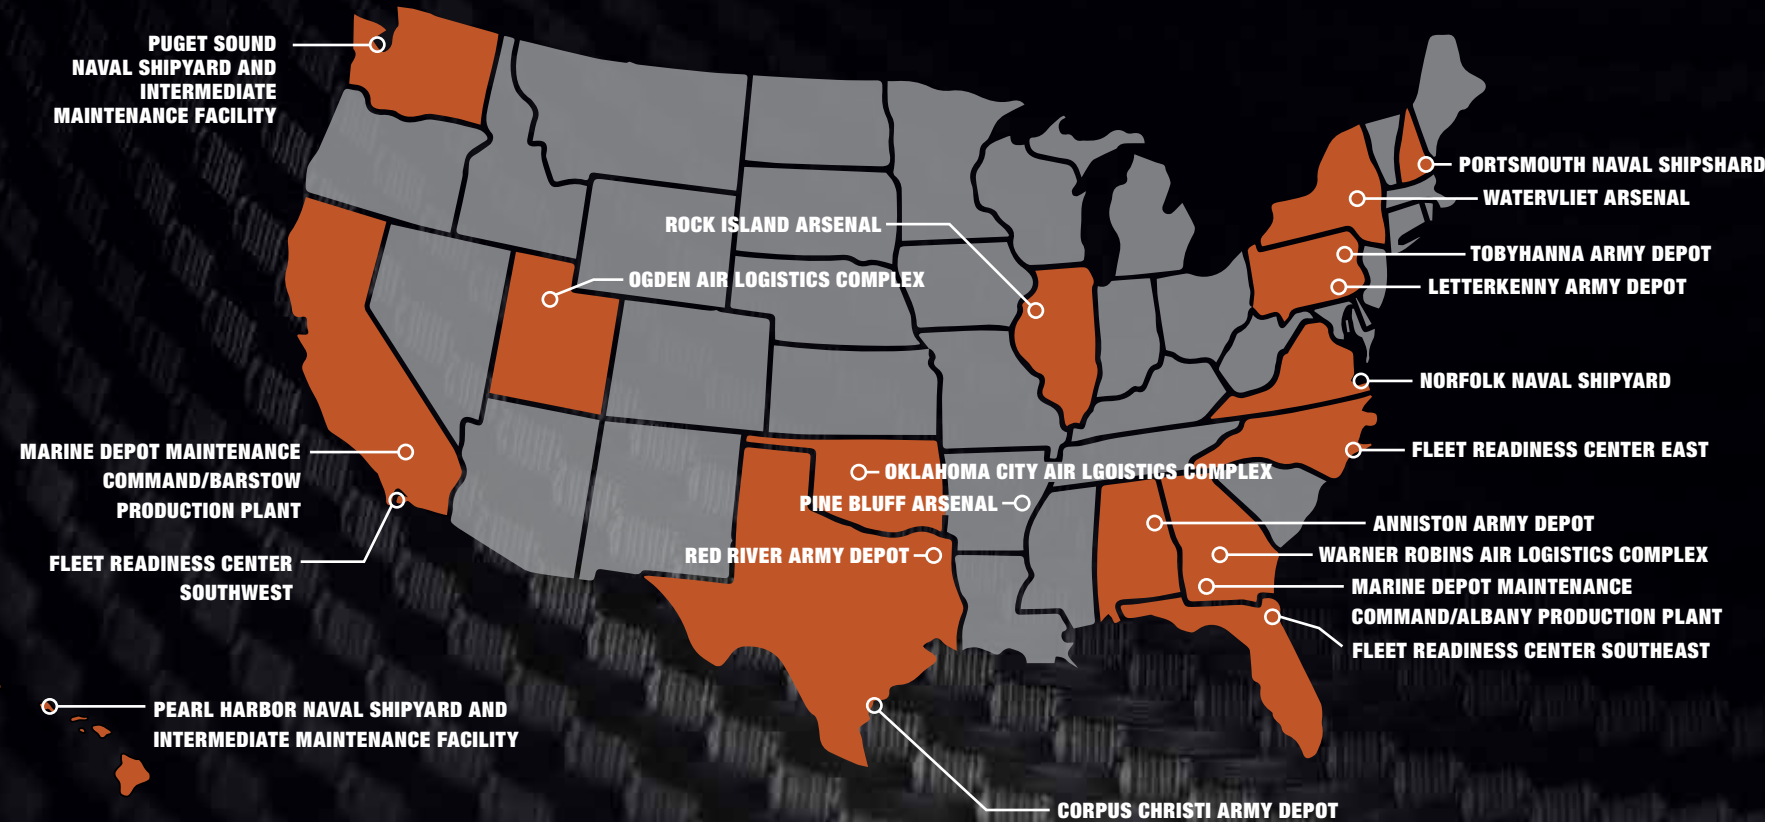 PUGET SOUND
NAVAL SHIPYARD AND
INTERMEDIATE
MAINTENANCE FACILITY
PORTSMOUTH NAVAL SHIPSHARD
WATERVLIET ARSENAL
ROCK ISLAND ARSENAL
TOBYHANNA ARMY DEPOT
OGDEN AIR LOGISTICS COMPLEX
LETTERKENNY ARMY DEPOT
NORFOLK NAVAL SHIPYARD
MARINE DEPOT MAINTENANCE
COMMAND/BARSTOW
PRODUCTION PLANT
FLEET READINESS CENTER EAST
OKLAHOMA CITY AIR LGOISTICS COMPLEX
PINE BLUFF ARSENAL
ANNISTON ARMY DEPOT
RED RIVER ARMY DEPOT
WARNER ROBINS AIR LOGISTICS COMPLEX
FLEET READINESS CENTER
SOUTHWEST
MARINE DEPOT MAINTENANCE
COMMAND/ALBANY PRODUCTION PLANT
FLEET READINESS CENTER SOUTHEAST
PEARL HARBOR NAVAL SHIPYARD AND
INTERMEDIATE MAINTENANCE FACILITY
CORPUS CHRISTI ARMY DEPOT